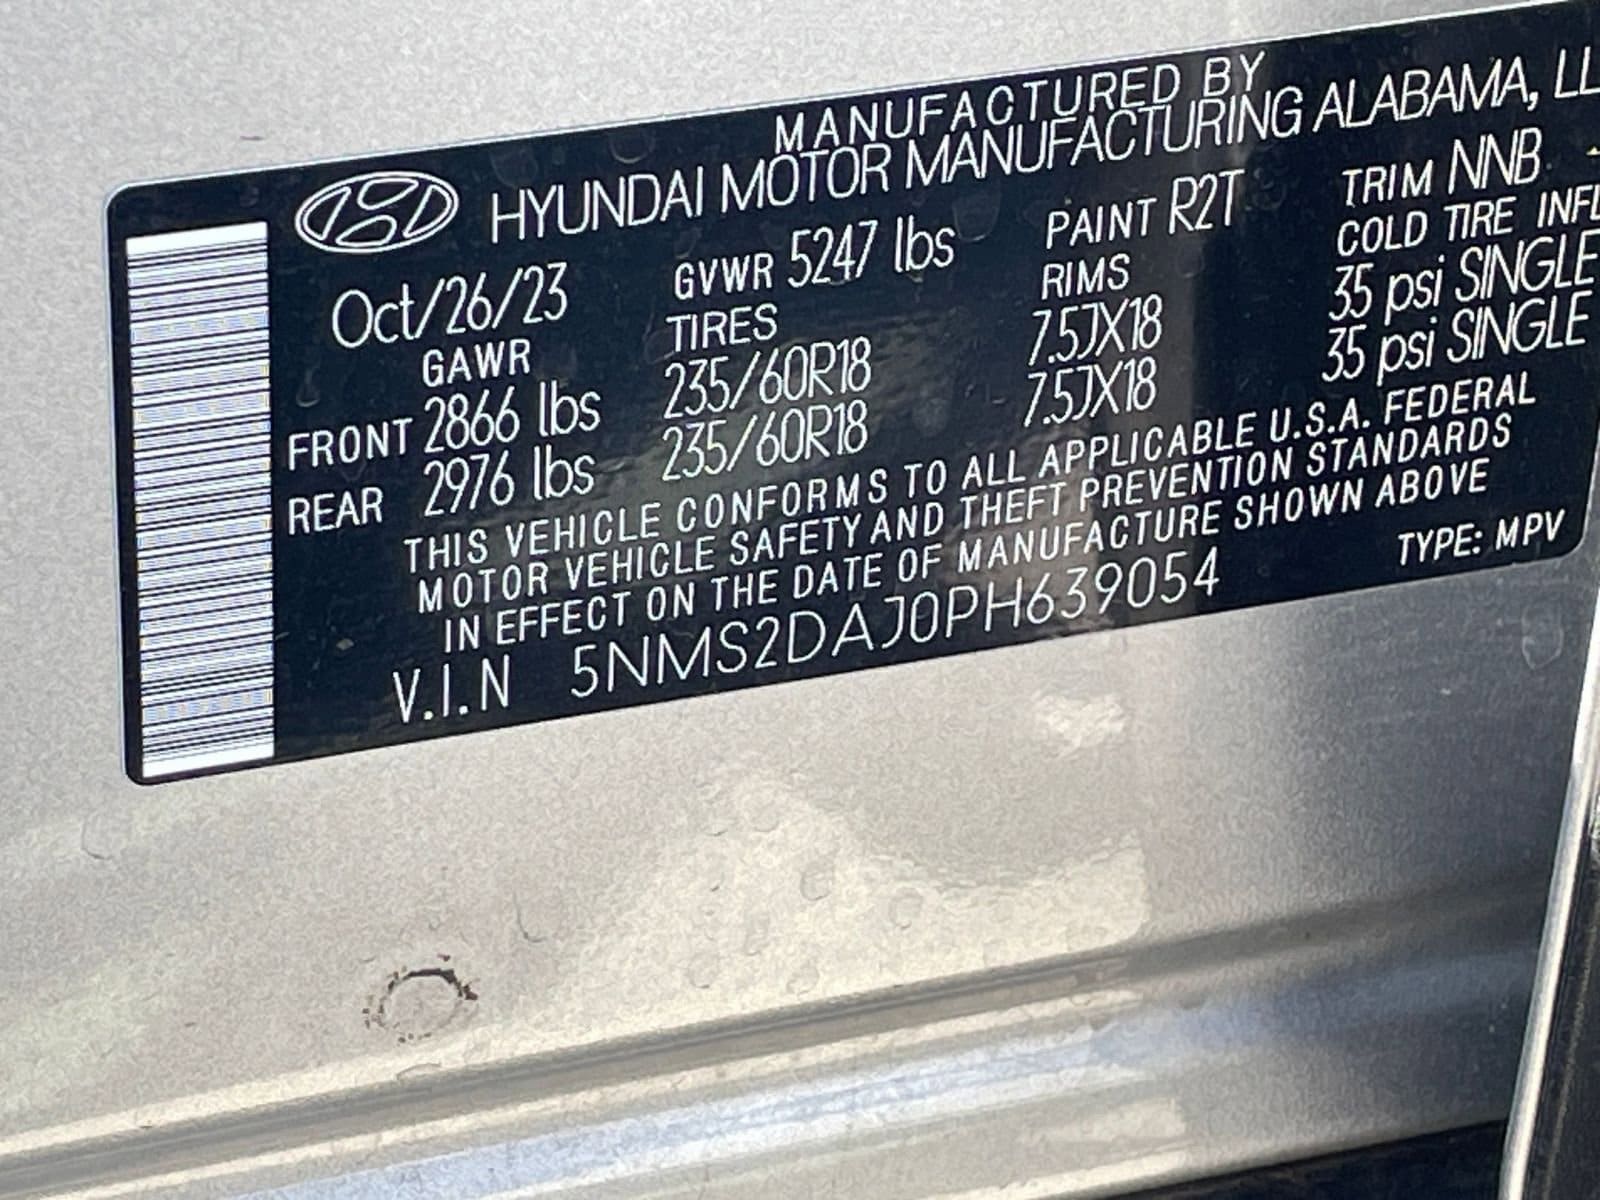 MANUFACTURED BY
HYUNDAI MOTOR MANUFACTURING ALABAMA, LL
Oct/26/23 GVWR 5247 lbs PAINT R2T TRIM NNB
GAWR TIRES RIMS COLD TIRE INFL
FRONT 2866 lbs 235/60R18 7.5JX18 35 psi SINGLE
REAR 2976 lbs 235/60R18 7.5JX18 35 psi SINGLE
THIS VEHICLE CONFORMS TO ALL APPLICABLE U.S.A. FEDERAL
MOTOR VEHICLE SAFETY AND THEFT PREVENTION STANDARDS
IN EFFECT ON THE DATE OF MANUFACTURE SHOWN ABOVE
V.I.N 5NMS2DAJ0PH639054 TYPE: MPV